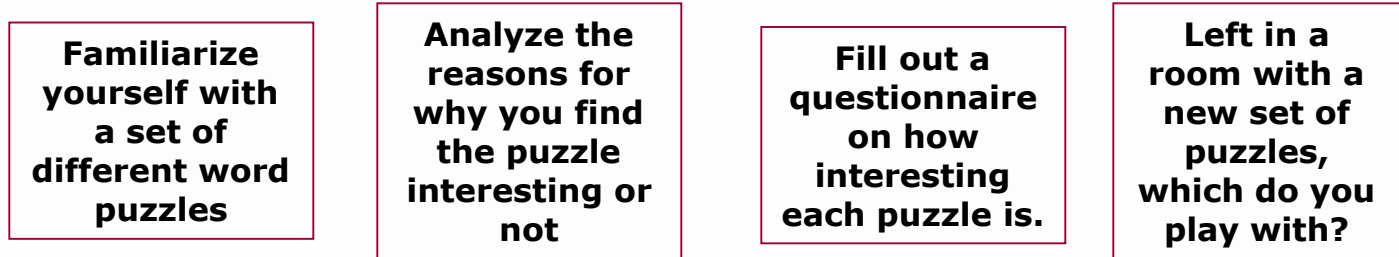 Familiarize
yourself with
a set of
different word
puzzles
Analyze the
reasons for
why you find
the puzzle
interesting or
not
Fill out a
questionnaire
on how
interesting
each puzzle is.
Left in a
room with a
new set of
puzzles,
which do you
play with?